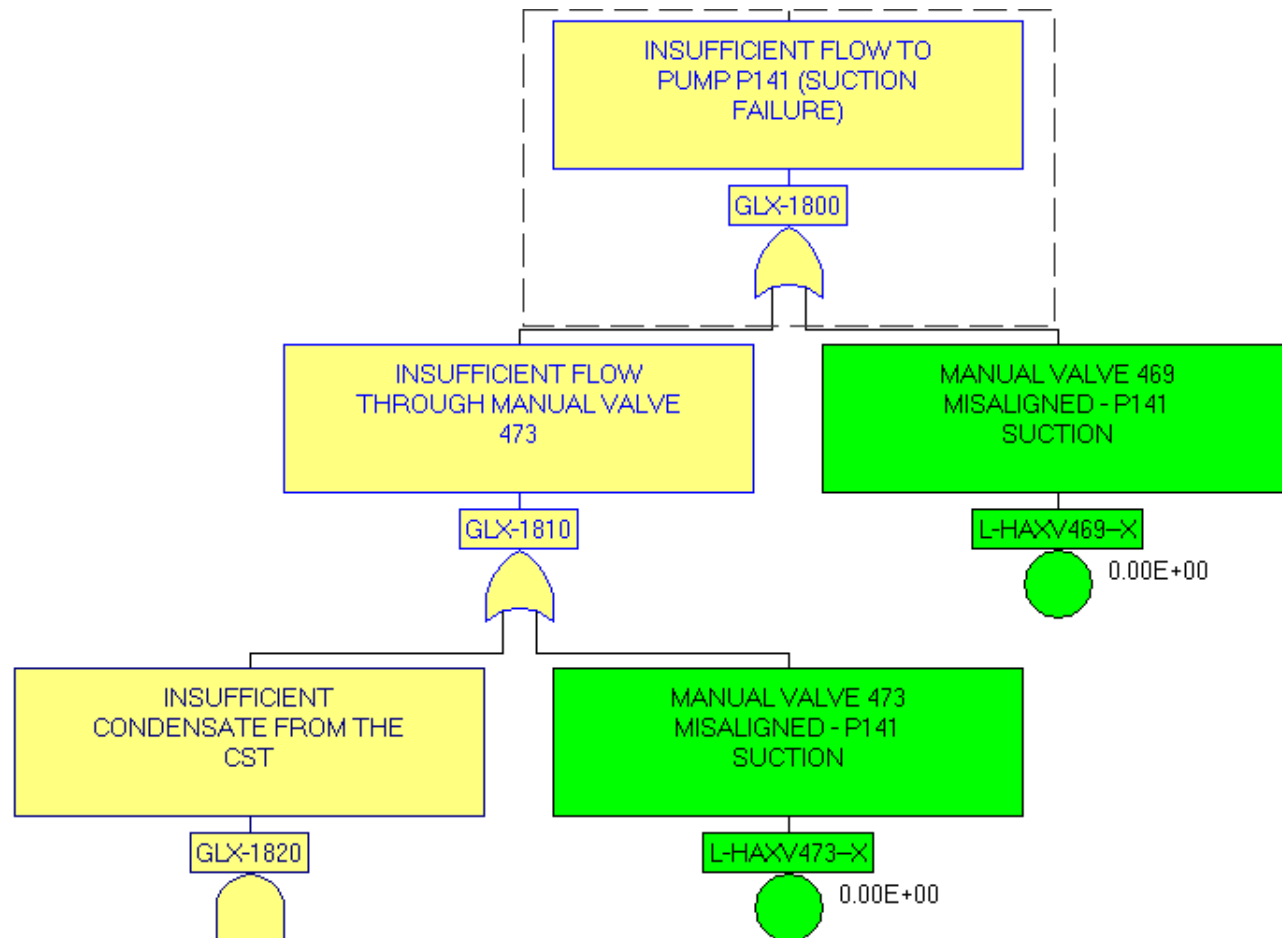 INSUFFICIENT FLOW TO
PUMP P141 (SUCTION
FAILURE)
GLX-1800
INSUFFICIENT FLOW
THROUGH MANUAL VALVE
473
MANUAL VALVE 469
MISALIGNED - P141
SUCTION
GLX-1810
L-HAXV469–X
0.00E+00
INSUFFICIENT
CONDENSATE FROM THE
CST
MANUAL VALVE 473
MISALIGNED - P141
SUCTION
GLX-1820
L-HAXV473–X
0.00E+00